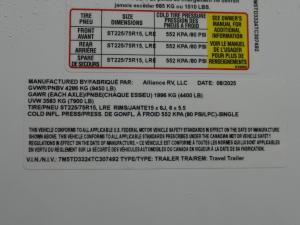 jamais excéder 985 KG or 1010 LBS.
TIRE PNEU
SIZE DIMENSIONS
COLD TIRE PRESSURE PRESSION DES PNEUS À FROID
SEE OWNER'S MANUAL FOR ADDITIONAL INFORMATION
VOIR LE MANUEL DE L'USAGER POUR PLUS DE RENSEIGNEMENTS
FRONT AVANT
ST225/75R15, LRE
552 KPA/80 PSI
REAR ARRIÈRE
ST225/75R15, LRE
552 KPA/80 PSI
SPARE DE SECOURS
ST225/75R15, LRE
552 KPA/80 PSI
MANUFACTURED BY/FABRIQUÉ PAR: Alliance RV, LLC 08/2025
GVWR/PNBV 4286 KG (9450 LB)
GAWR (EACH AXLE)/PNBE(CHAQUE ESSIEU) 1996 KG (4400 LB)
UVW 3583 KG (7900 LB)
TIRE/PNEU ST225/75R15, LRE RIMS/JANTE15 x 6J, 6 x 5.5
COLD INFL. PRESS/PRESS. DE GONFL. À FROID 552 KPA (80 PSI/LPC)-SINGLE
THIS VEHICLE CONFORMS TO ALL APPLICABLE U.S. FEDERAL MOTOR VEHICLE SAFETY STANDARDS IN EFFECT ON THE DATE OF MANUFACTURE
SHOWN ABOVE. THIS VEHICLE CONFORMS TO ALL APPLICABLE STANDARDS PRESCRIBED UNDER THE CANADIAN MOTOR VEHICLE SAFETY
REGULATIONS IN EFFECT ON THE DATE OF MANUFACTURE. • CE VÉHICULE EST CONFORME À TOUTES LES NORMES QUI LUI SONT APPLICABLES
EN VERTU DU RÈGLEMENT SUR LA SÉCURITÉ DES VÉHICULES AUTOMOBILES DU CANADA EN VIGUEUR À LA DATE DE SA FABRICATION.
V.I.N./N.I.V.: 7M5TD3324TC307492 TYPE/TYPE: TRAILER TRA/REM: Travel Trailer